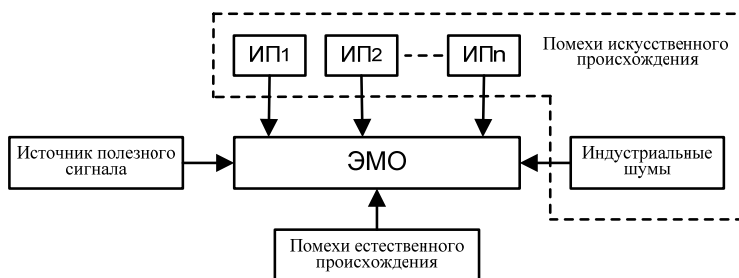 ИП1
ИП2
ИПn
Помехи искусственного
происхождения
Источник полезного
сигнала
ЭМО
Индустриальные
шумы
Помехи естественного
происхождения